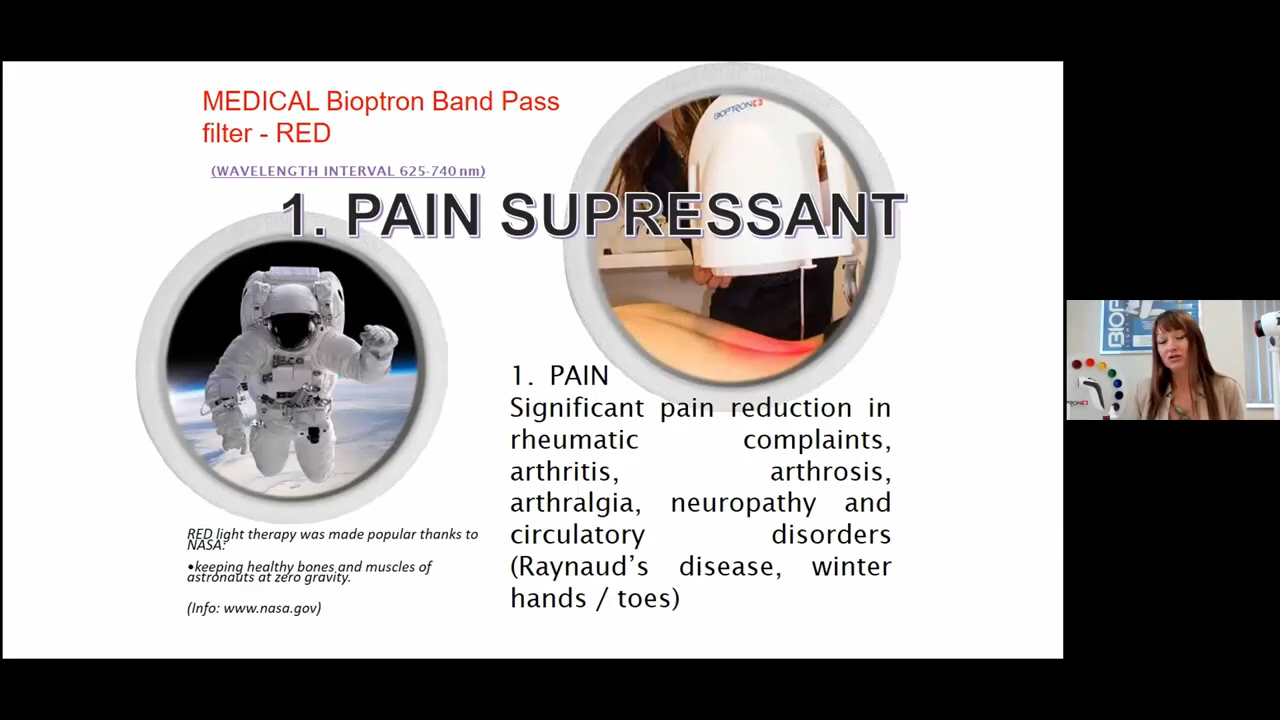 MEDICAL Bioptron Band Pass
filter - RED
(WAVELENGTH INTERVAL 625-740 nm)
BIOPTRON
1. PAIN SUPRESSANT
1. PAIN
Significant pain reduction in
rheumatic complaints,
arthritis, arthrosis,
arthralgia, neuropathy and
circulatory disorders
(Raynaud's disease, winter
hands / toes)
RED light therapy was made popular thanks to
NASA:
•keeping healthy bones and muscles of
astronauts at zero gravity.
(Info: www.nasa.gov)